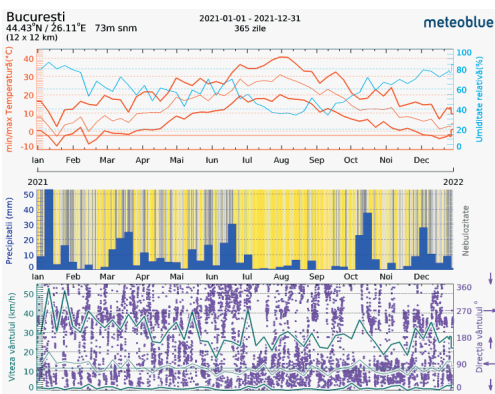 București
2021-01-01 - 2021-12-31
meteoblue
44.43°N / 26.11°E 73m snm
365 zile
(12 x 12 km)
min/max Temperatură(°C)
40
30
20
10
0
-10
100
80
60
40
20
0
Umiditate relativă(%)
Ian Feb Mar Apr Mai Iun Iul Aug Sep Oct Noi Dec
2021 2022
Precipitatii (mm)
50
40
30
20
10
0
Nebulozitate
Ian Feb Mar Apr Mai Iun Iul Aug Sep Oct Noi Dec
Viteza vântului (km/h)
50
40
30
20
10
0
360
270
180
90
0
Direcția vântului°